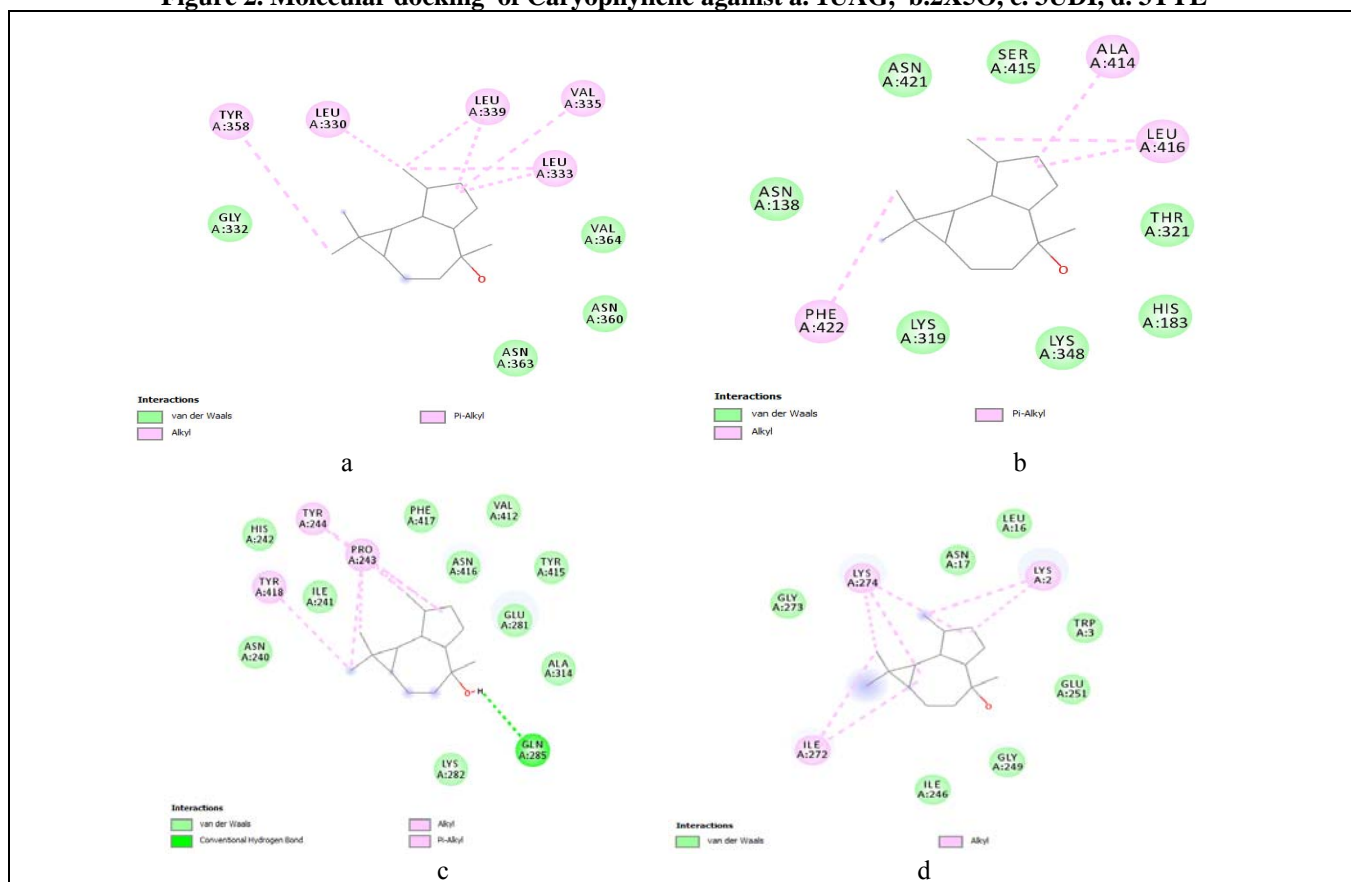 Figure 2. Molecular docking of Caryophyllene against a. 1UAG, b.2X5O, c. 3UDI, d.
TYR
A:358
LEU
A:330
LEU
A:339
VAL
A:335
LEU
A:333
GLY
A:332
VAL
A:364
ASN
A:360
ASN
A:363
O
Interactions
van der Waals
Alkyl
Pi-Alkyl
a
ASN
A:421
SER
A:415
ALA
A:414
LEU
A:416
ASN
A:138
THR
A:321
HIS
A:183
PHE
A:422
LYS
A:319
LYS
A:348
O
Interactions
van der Waals
Alkyl
Pi-Alkyl
b
HIS
A:242
TYR
A:244
PRO
A:243
PHE
A:417
VAL
A:412
ASN
A:416
TYR
A:415
TYR
A:418
ILE
A:241
GLU
A:281
ASN
A:240
ALA
A:314
O-H
GLN
A:285
LYS
A:282
Interactions
van der Waals
Conventional Hydrogen Bond
Alkyl
Pi-Alkyl
c
LEU
A:16
ASN
A:17
LYS
A:274
LYS
A:2
GLY
A:273
TRP
A:3
GLU
A:251
O
ILE
A:272
GLY
A:249
ILE
A:246
Interactions
van der Waals
Alkyl
d